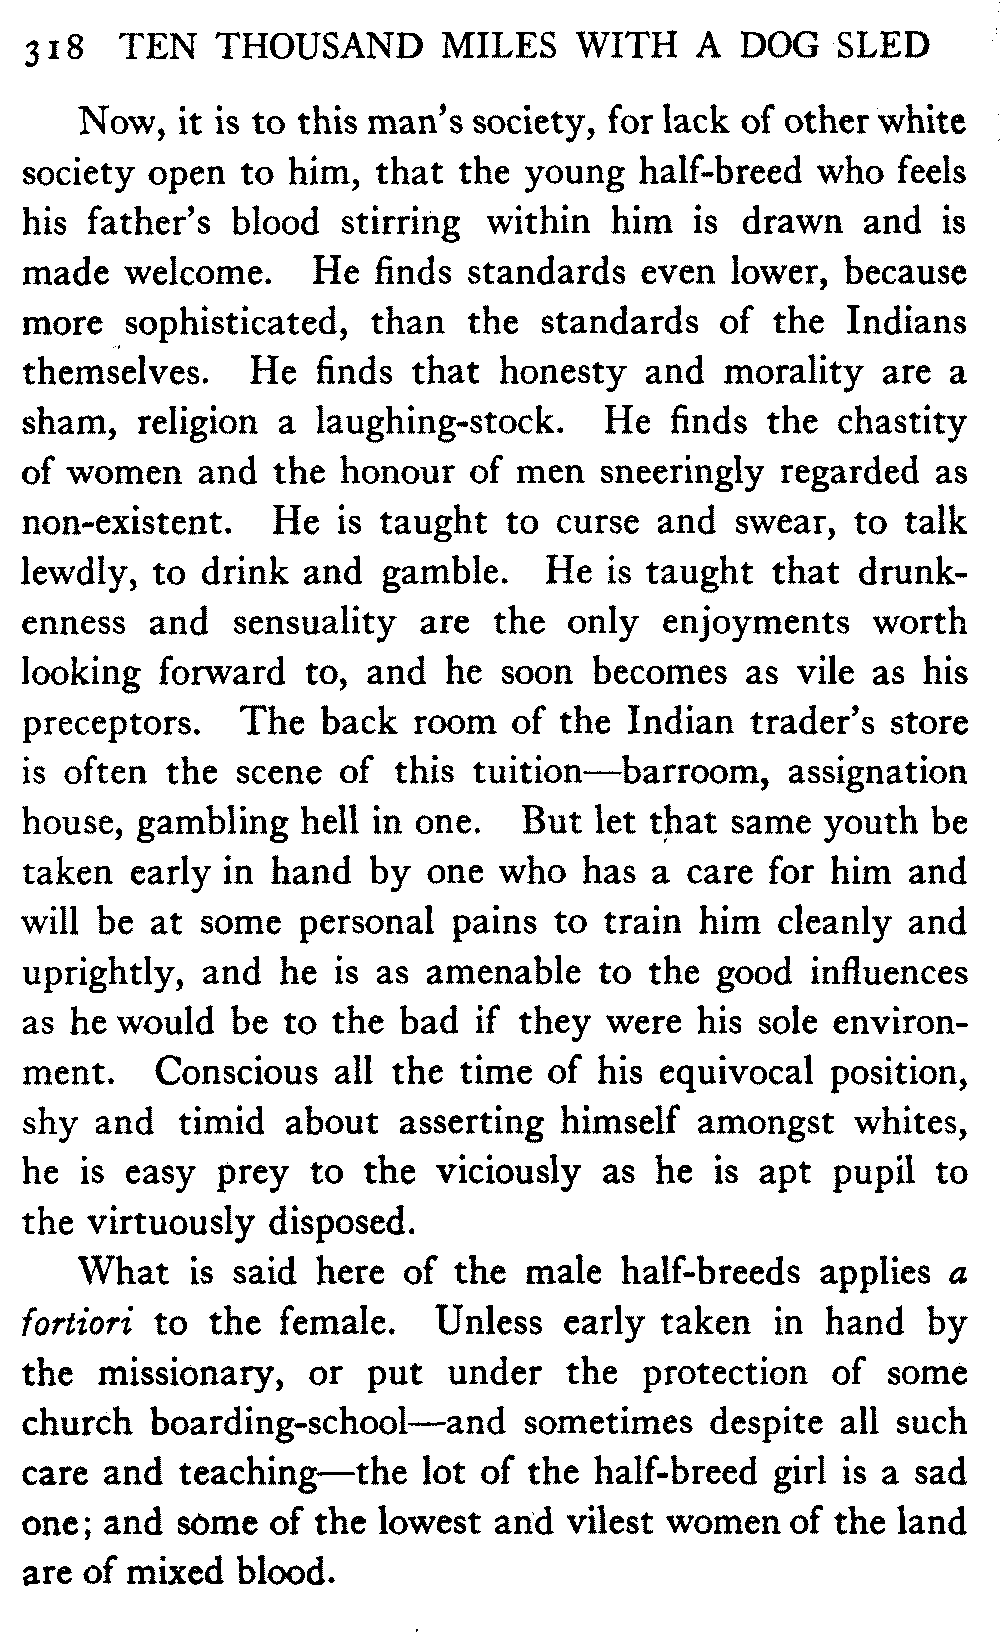 318 TEN THOUSAND MILES WITH A DOG SLED
Now, it is to this man's society, for lack of other white
society open to him, that the young half-breed who feels
his father's blood stirring within him is drawn and is
made welcome. He finds standards even lower, because
more sophisticated, than the standards of the Indians
themselves. He finds that honesty and morality are a
sham, religion a laughing-stock. He finds the chastity
of women and the honour of men sneeringly regarded as
non-existent. He is taught to curse and swear, to talk
lewdly, to drink and gamble. He is taught that drunk-
enness and sensuality are the only enjoyments worth
looking forward to, and he soon becomes as vile as his
preceptors. The back room of the Indian trader's store
is often the scene of this tuition—barroom, assignation
house, gambling hell in one. But let that same youth be
taken early in hand by one who has a care for him and
will be at some personal pains to train him cleanly and
uprightly, and he is as amenable to the good influences
as he would be to the bad if they were his sole environ-
ment. Conscious all the time of his equivocal position,
shy and timid about asserting himself amongst whites,
he is easy prey to the viciously as he is apt pupil to
the virtuously disposed.
What is said here of the male half-breeds applies a
fortiori to the female. Unless early taken in hand by
the missionary, or put under the protection of some
church boarding-school—and sometimes despite all such
care and teaching—the lot of the half-breed girl is a sad
one; and some of the lowest and vilest women of the land
are of mixed blood.